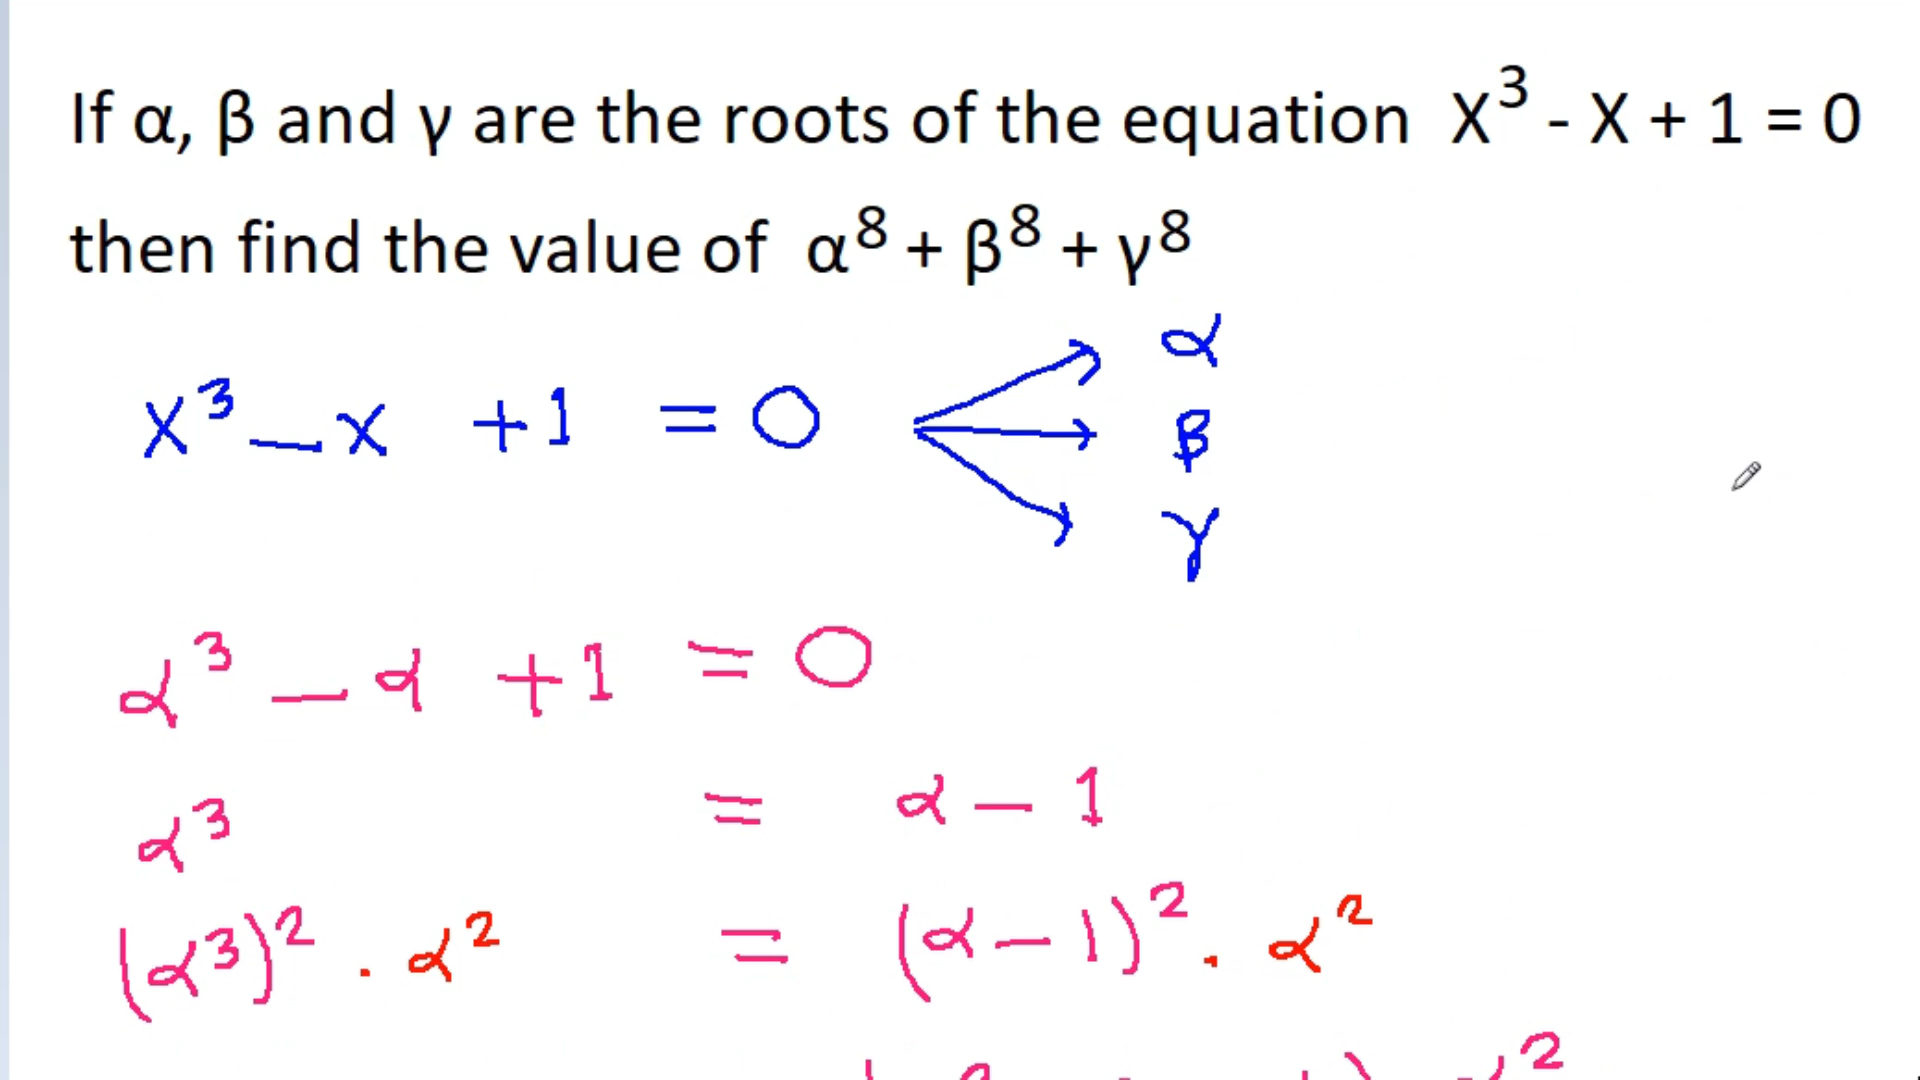 If α, β and γ are the roots of the equation X³ - X + 1 = 0
then find the value of α⁸ + β⁸ + γ⁸
x³ - x + 1 = 0
α
β
γ
α³ - α + 1 = 0
α³ = α - 1
(α³)² . α² = (α - 1)² . α²